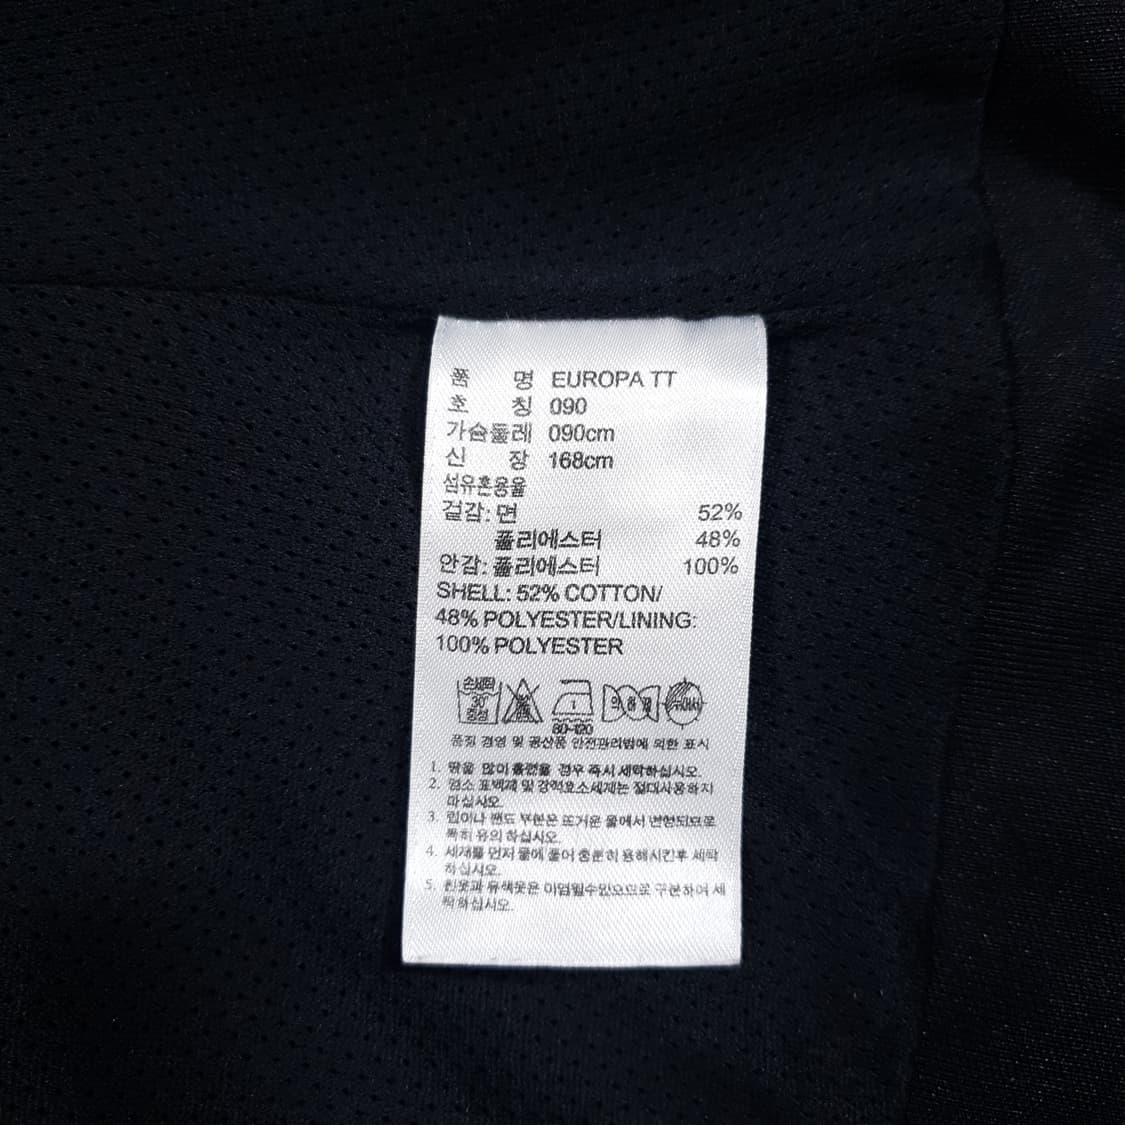 품 명 EUROPA TT
호 칭 090
가슴둘레 090cm
신 장 168cm
섬유혼용율
겉감: 면 52%
폴리에스터 48%
안감: 폴리에스터 100%
SHELL: 52% COTTON/
48% POLYESTER/LINING:
100% POLYESTER
손세탁
30°
중성
80-120
품질 경영 및 공산품 안전관리법에 의한 표시
1. 땀을 많이 흘렸을 경우 즉시 세탁하십시오.
2. 염소 표백제 및 강력효소세제는 절대사용하지
마십시오.
3. 립이나 밴드 부분은 뜨거운 물에서 변형되므로
특히 유의 하십시오.
4. 세제를 먼저 물에 풀어 충분히 용해시킨후 세탁
하십시오.
5. 흰옷과 유색옷은 이염될수있으므로 구분하여 세
탁하십시오.